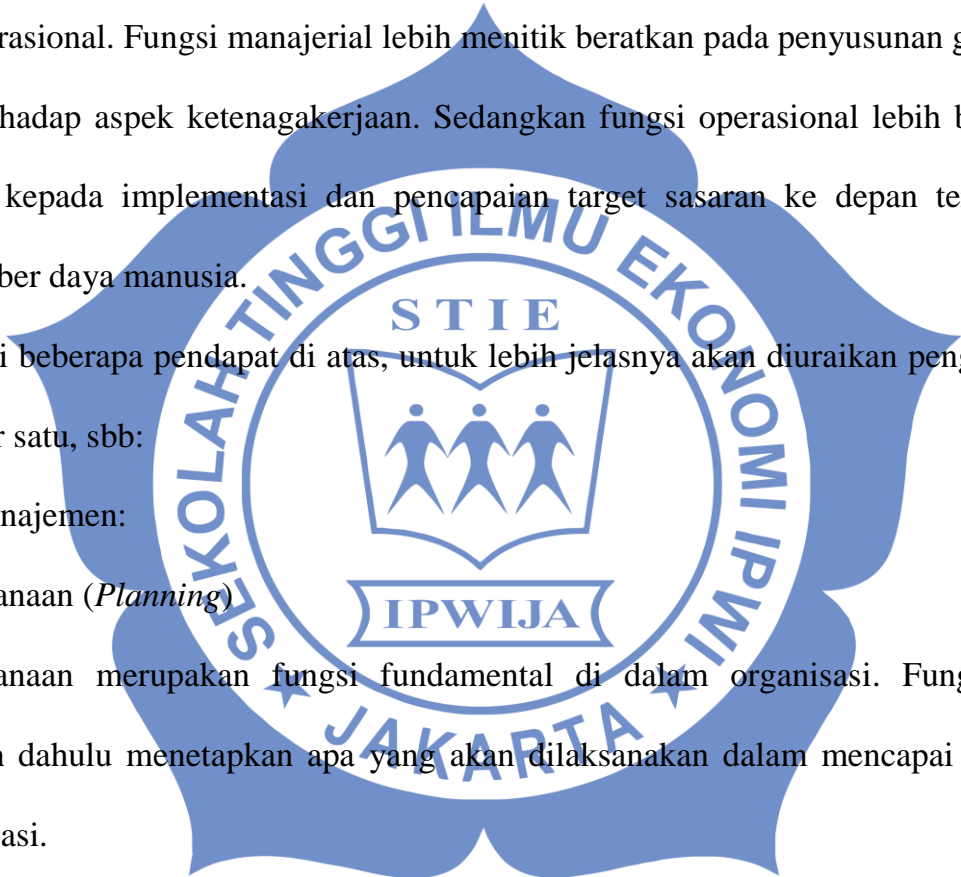 rasional. Fungsi manajerial lebih menitik beratkan pada penyusunan g
hadap aspek ketenagakerjaan. Sedangkan fungsi operasional lebih b
kepada implementasi dan pencapaian target sasaran ke depan te
ber daya manusia.
i beberapa pendapat di atas, untuk lebih jelasnya akan diuraikan peng
r satu, sbb:
najemen:
anaan (Planning)
anaan merupakan fungsi fundamental di dalam organisasi. Fung
n dahulu menetapkan apa yang akan dilaksanakan dalam mencapai
asi.
SEKOLAH TINGGI ILMU EKONOMI IPWI
STIE
IPWIJA
JAKARTA